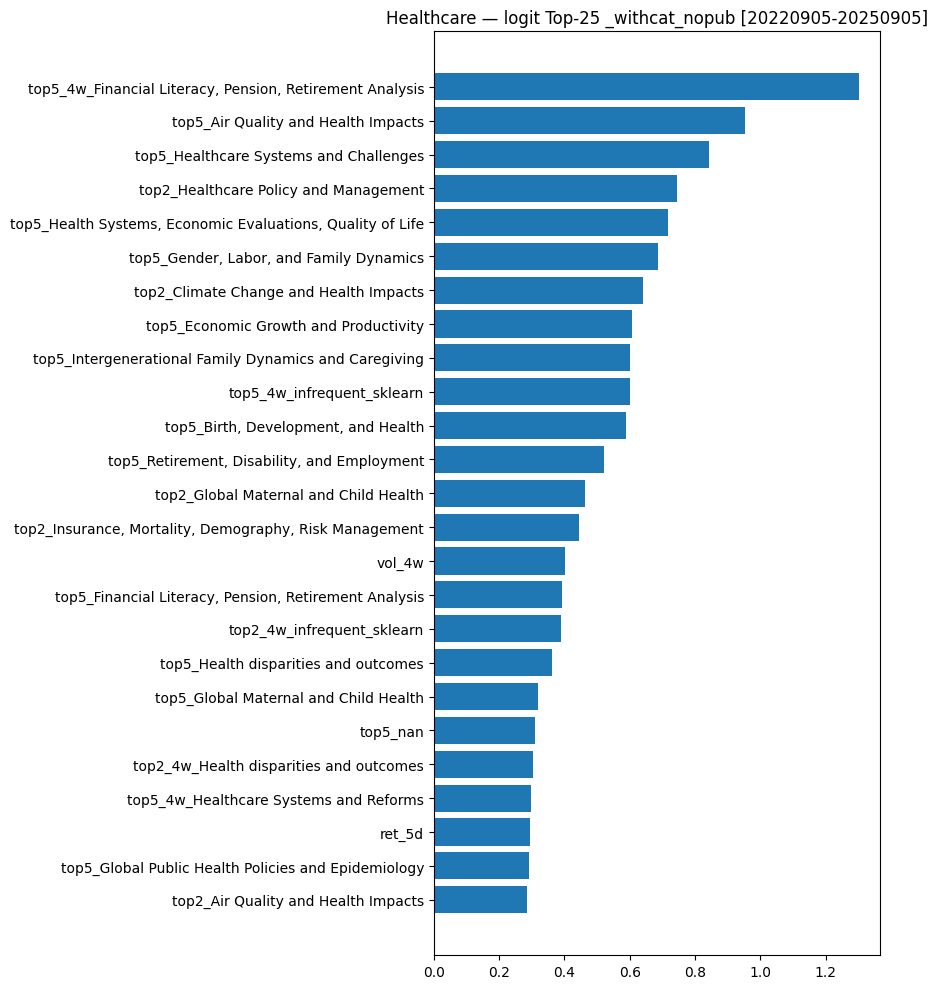 Healthcare — logit Top-25 _withcat_nopub [20220905-20250905]
top5_4w_Financial Literacy, Pension, Retirement Analysis
top5_Air Quality and Health Impacts
top5_Healthcare Systems and Challenges
top2_Healthcare Policy and Management
top5_Health Systems, Economic Evaluations, Quality of Life
top5_Gender, Labor, and Family Dynamics
top2_Climate Change and Health Impacts
top5_Economic Growth and Productivity
top5_Intergenerational Family Dynamics and Caregiving
top5_4w_infrequent_sklearn
top5_Birth, Development, and Health
top5_Retirement, Disability, and Employment
top2_Global Maternal and Child Health
top2_Insurance, Mortality, Demography, Risk Management
vol_4w
top5_Financial Literacy, Pension, Retirement Analysis
top2_4w_infrequent_sklearn
top5_Health disparities and outcomes
top5_Global Maternal and Child Health
top5_nan
top2_4w_Health disparities and outcomes
top5_4w_Healthcare Systems and Reforms
ret_5d
top5_Global Public Health Policies and Epidemiology
top2_Air Quality and Health Impacts
0.0 0.2 0.4 0.6 0.8 1.0 1.2